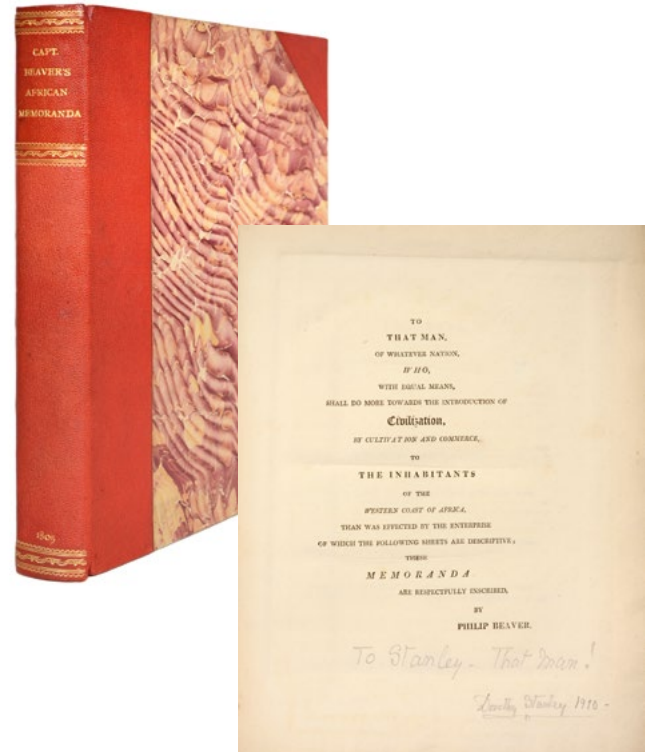 CAPT.
BEAVER'S
AFRICAN
MEMORANDA
1805
TO
THAT MAN,
OF WHATEVER NATION,
WHO,
WITH EQUAL MEANS,
SHALL DO MORE TOWARDS THE INTRODUCTION OF
Civilization,
BY CULTIVATION AND COMMERCE,
TO
THE INHABITANTS
OF THE
WESTERN COAST OF AFRICA,
THAN WAS EFFECTED BY THE ENTERPRISE
OF WHICH THE FOLLOWING SHEETS ARE DESCRIPTIVE;
THESE
MEMORANDA
ARE RESPECTFULLY INSCRIBED,
BY
PHILIP BEAVER.
To Stanley - That man!
Dorothy Stanley 1910 -